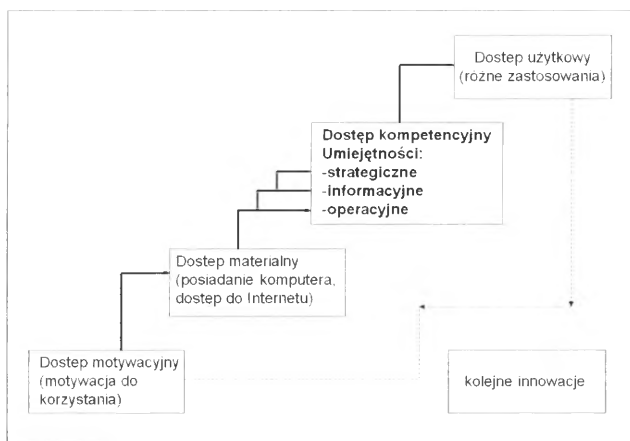 Dostep użytkowy
(różne zastosowania)
Dostęp kompetencyjny
Umiejętności:
-strategiczne
-informacyjne
-operacyjne
Dostep materialny
(posiadanie komputera,
dostep do Internetu)
Dostep motywacyjny
(motywacja do
korzystania)
kolejne innowacje